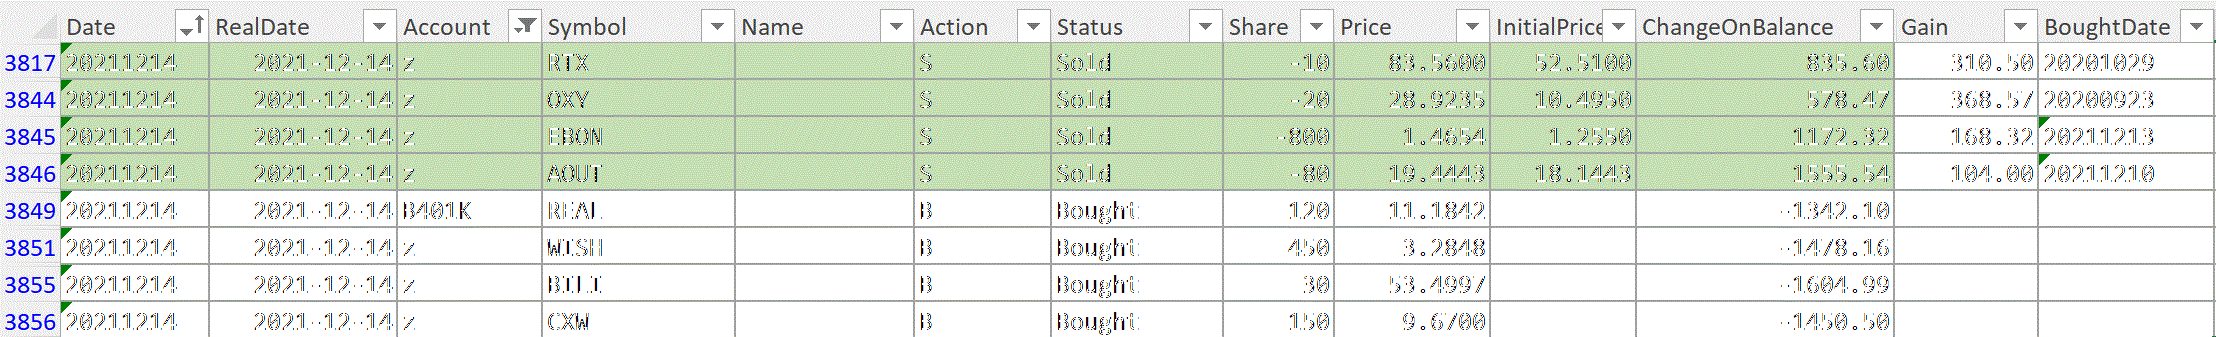 Date RealDate Account Symbol Name Action Status Share Price InitialPrice ChangeOnBalance Gain BoughtDate
3817 20211214 2021-12-14 z RTX S Sold -10 83.5600 52.5100 835.60 310.50 20201029
3844 20211214 2021-12-14 z OXY S Sold -20 28.9235 10.4950 578.47 368.57 20200923
3845 20211214 2021-12-14 z EBON S Sold -800 1.4654 1.2550 1172.32 168.32 20211213
3846 20211214 2021-12-14 z AOUT S Sold -80 19.4443 18.1443 1555.54 104.00 20211210
3849 20211214 2021-12-14 B401K REAL B Bought 120 11.1842 -1342.10
3851 20211214 2021-12-14 z WISH B Bought 450 3.2848 -1478.16
3855 20211214 2021-12-14 z BILI B Bought 30 53.4997 -1604.99
3856 20211214 2021-12-14 z CXW B Bought 150 9.6700 -1450.50